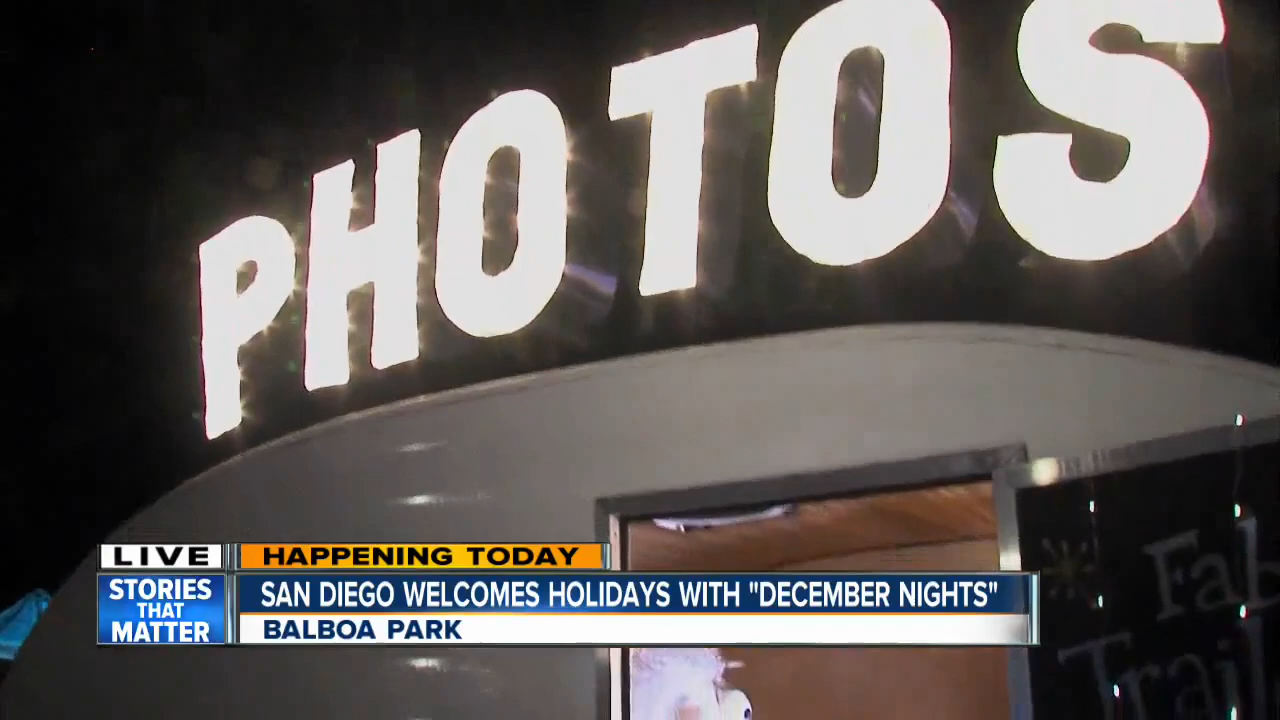 PHOTOS
LIVE
HAPPENING TODAY
STORIES
THAT
MATTER
SAN DIEGO WELCOMES HOLIDAYS WITH "DECEMBER NIGHTS"
BALBOA PARK